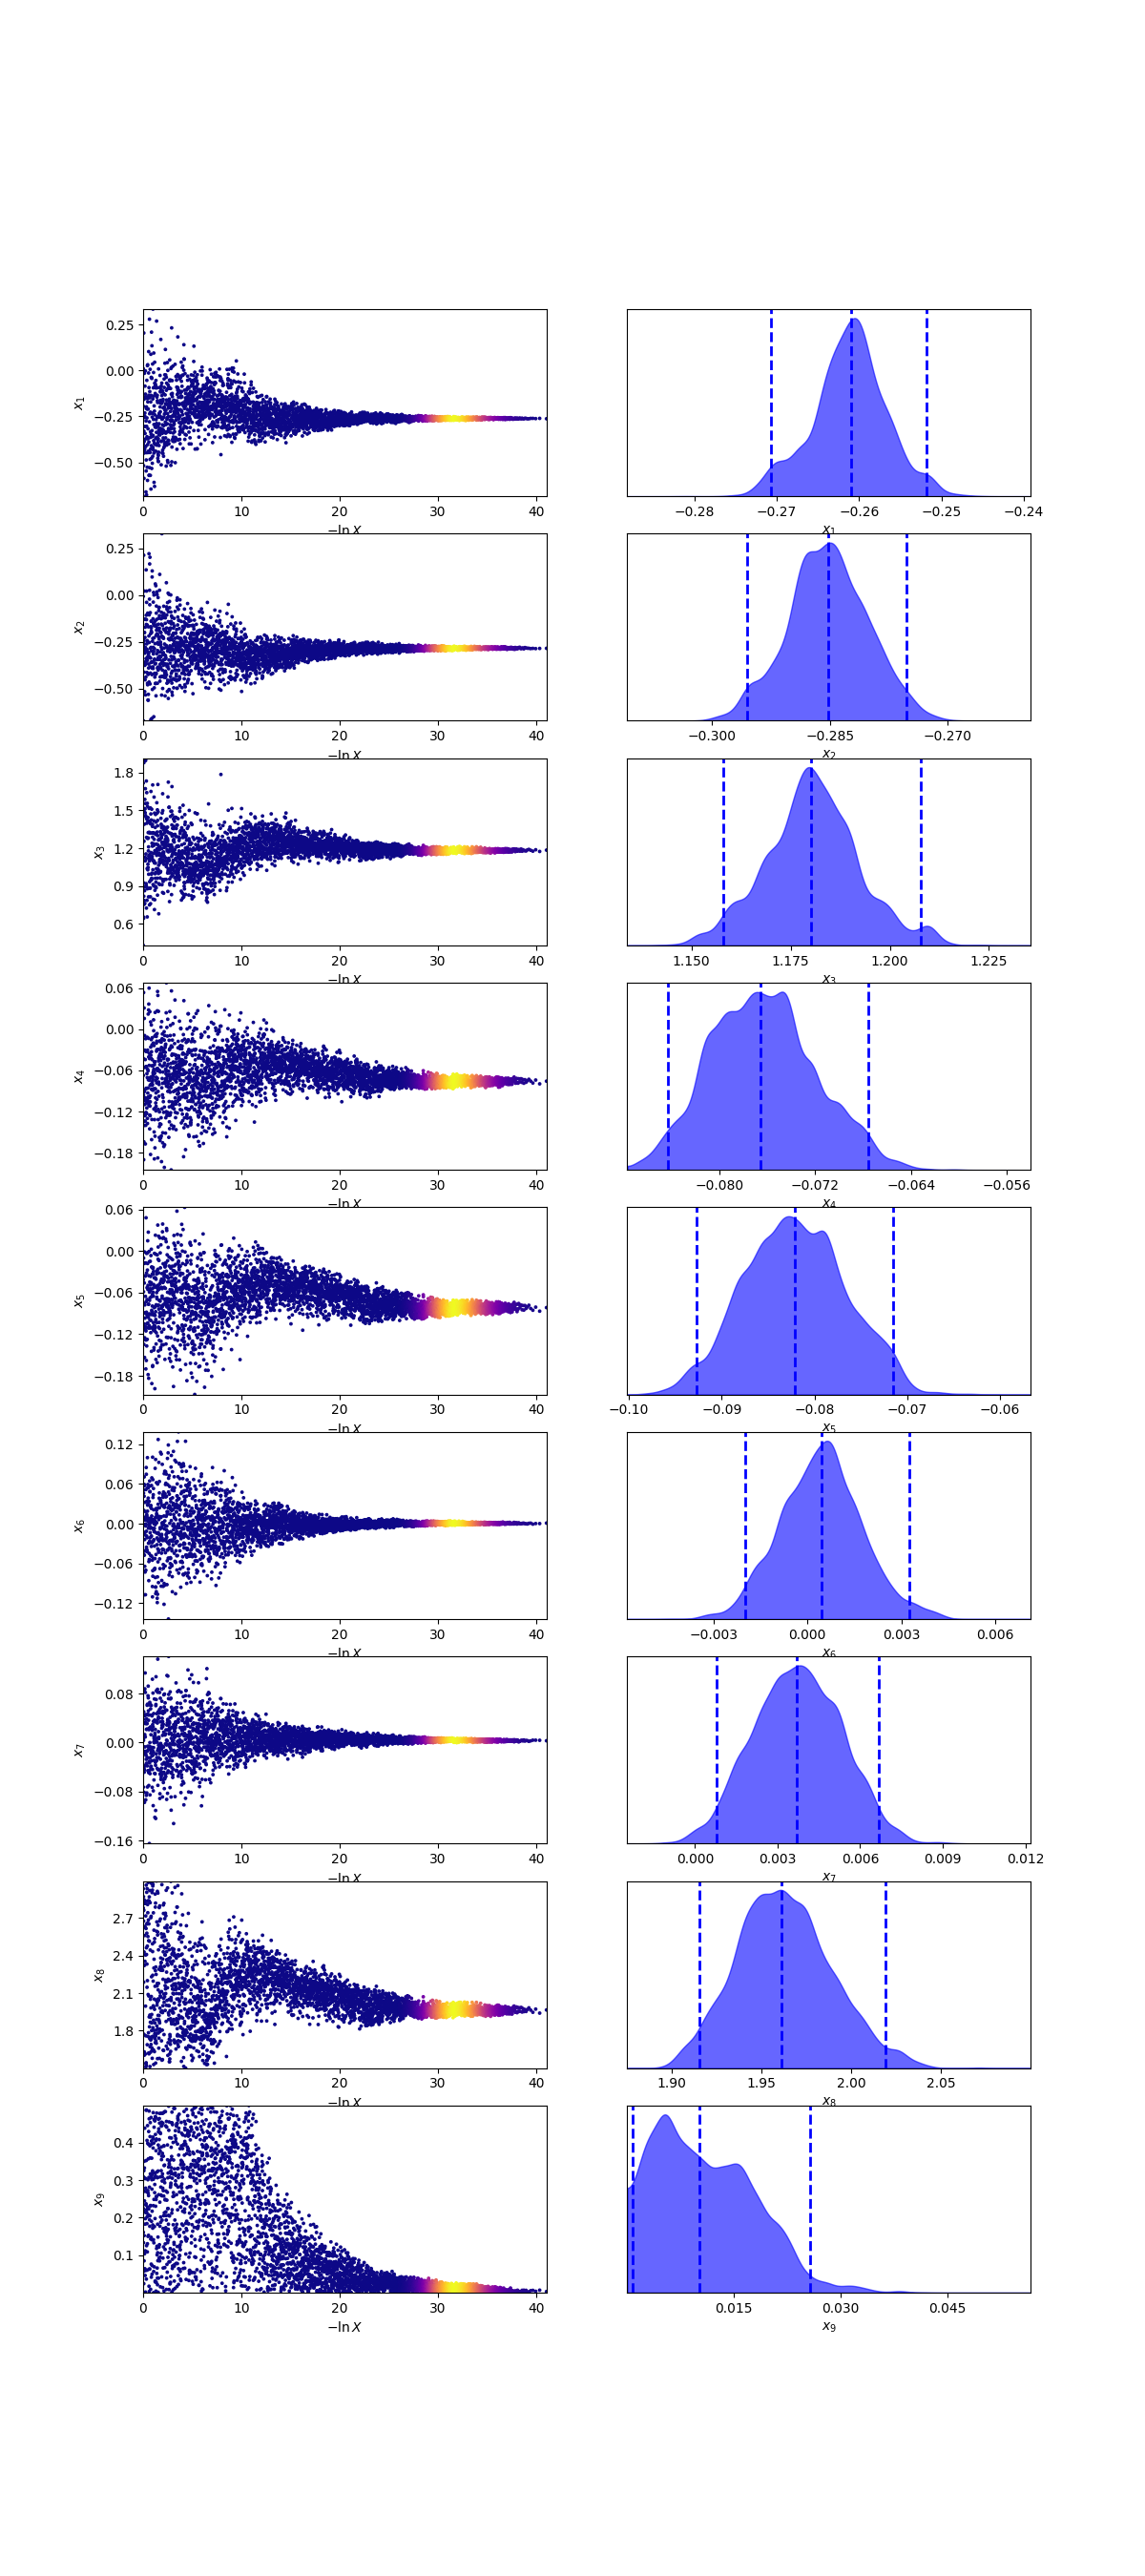 0.25
0.00
−0.25
−0.50
x₁
0 10 20 30 40
−ln X
−0.28 −0.27 −0.26 −0.25 −0.24
x₁
0.25
0.00
−0.25
−0.50
x₂
0 10 20 30 40
−ln X
−0.300 −0.285 −0.270
x₂
1.8
1.5
1.2
0.9
0.6
x₃
0 10 20 30 40
−ln X
1.150 1.175 1.200 1.225
x₃
0.06
0.00
−0.06
−0.12
−0.18
x₄
0 10 20 30 40
−ln X
−0.080 −0.072 −0.064 −0.056
x₄
0.06
0.00
−0.06
−0.12
−0.18
x₅
0 10 20 30 40
−ln X
−0.10 −0.09 −0.08 −0.07 −0.06
x₅
0.12
0.06
0.00
−0.06
−0.12
x₆
0 10 20 30 40
−ln X
−0.003 0.000 0.003 0.006
x₆
0.08
0.00
−0.08
−0.16
x₇
0 10 20 30 40
−ln X
0.000 0.003 0.006 0.009 0.012
x₇
2.7
2.4
2.1
1.8
x₈
0 10 20 30 40
−ln X
1.90 1.95 2.00 2.05
x₈
0.4
0.3
0.2
0.1
x₉
0 10 20 30 40
−ln X
0.015 0.030 0.045
x₉